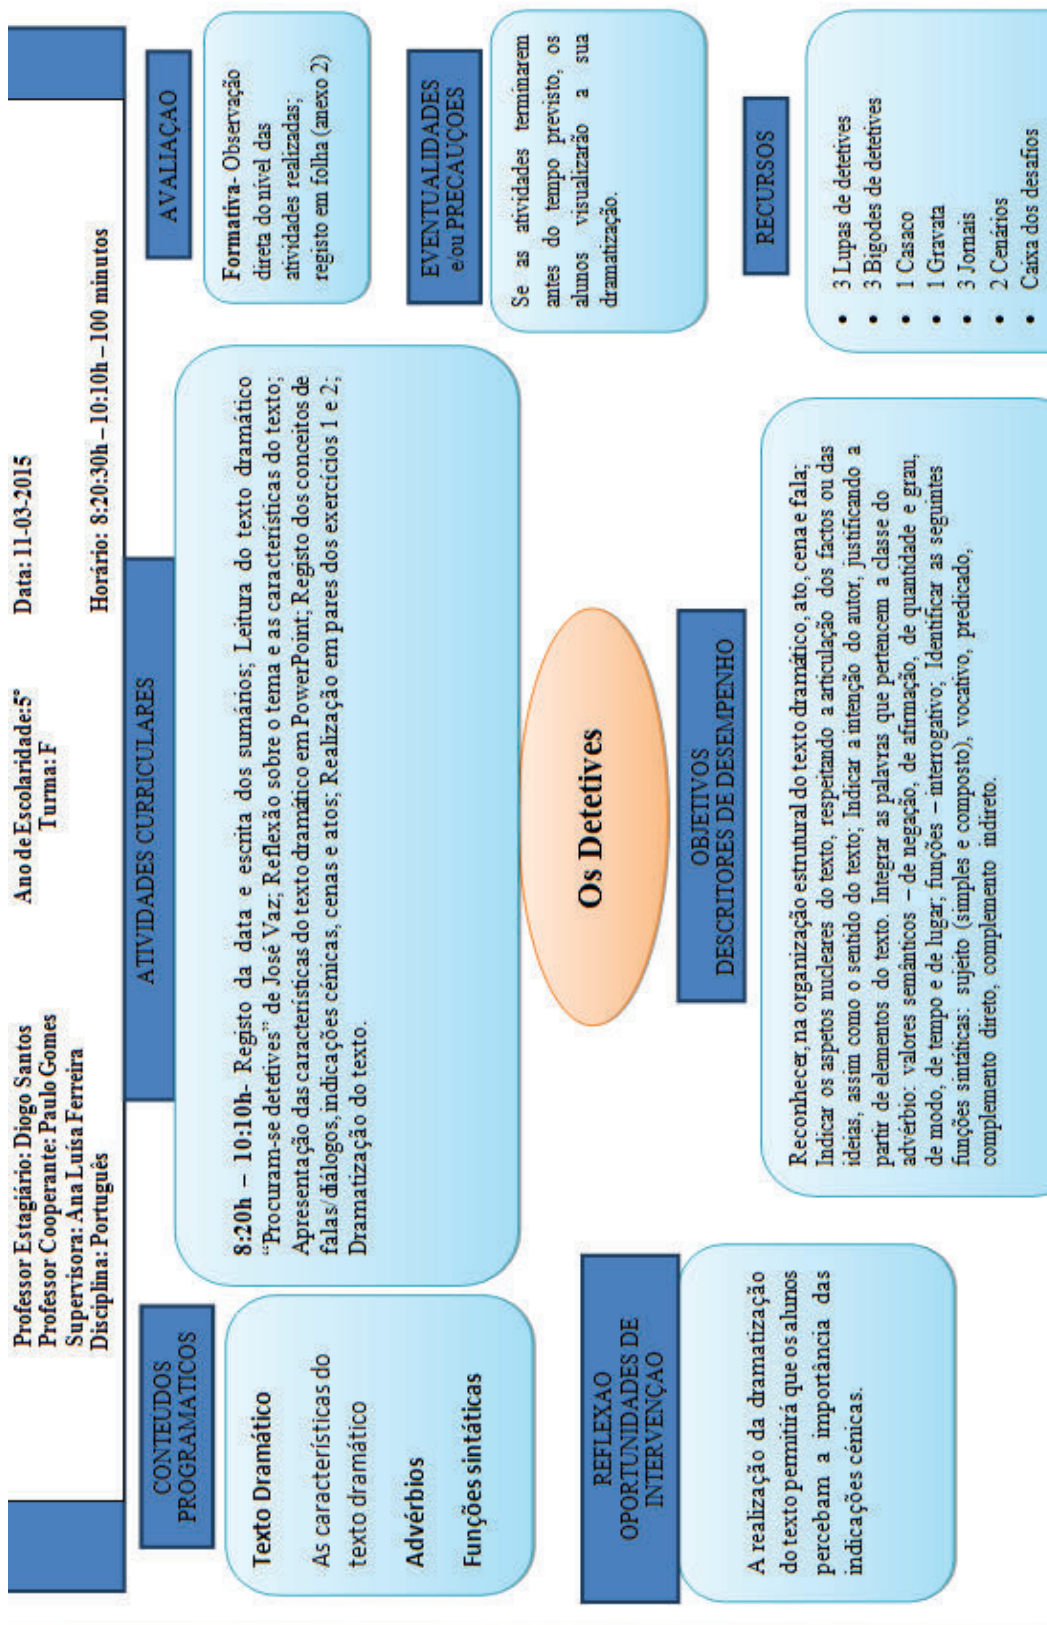 Professor Estagiário: Diogo Santos
Professor Cooperante: Paulo Gomes
Supervisora: Ana Luísa Ferreira
Disciplina: Português
Ano de Escolaridade:5º
Turma: F
Data: 11-03-2015
Horário: 8:20:30h – 10:10h – 100 minutos
CONTEÚDOS
PROGRAMATICOS
Texto Dramático
As características do
texto dramático
Advérbios
Funções sintáticas
ATIVIDADES CURRICULARES
8:20h – 10:10h- Registo da data e escrita dos sumários; Leitura do texto dramático
“Procuram-se detetives” de José Vaz; Reflexão sobre o tema e as características do texto;
Apresentação das características do texto dramático em PowerPoint; Registo dos conceitos de
falas/diálogos, indicações cénicas, cenas e atos; Realização em pares dos exercícios 1 e 2;
Dramatização do texto.
AVALIAÇAO
Formativa- Observação
direta do nível das
atividades realizadas;
registo em folha (anexo 2)
EVENTUALIDADES
e/ou PRECAUÇOES
Se as atividades terminarem
antes do tempo previsto, os
alunos visualizarão a sua
dramatização.
Os Detetives
REFLEXAO
OPORTUNIDADES DE
INTERVENÇAO
A realização da dramatização
do texto permitirá que os alunos
percebam a importância das
indicações cénicas.
OBJETIVOS
DESCRITORES DE DESEMPENHO
Reconhecer, na organização estrutural do texto dramático, ato, cena e fala;
Indicar os aspetos nucleares do texto, respeitando a articulação dos factos ou das
ideias, assim como o sentido do texto; Indicar a intenção do autor, justificando a
partir de elementos do texto. Integrar as palavras que pertencem a classe do
advérbio: valores semânticos – de negação, de afirmação, de quantidade e grau,
de modo, de tempo e de lugar; funções – interrogativo; Identificar as seguintes
funções sintáticas: sujeito (simples e composto), vocativo, predicado,
complemento direto, complemento indireto.
RECURSOS
• 3 Lupas de detetives
• 3 Bigodes de detetives
• 1 Casaco
• 1 Gravata
• 3 Jornais
• 2 Cenários
• Caixa dos desafios